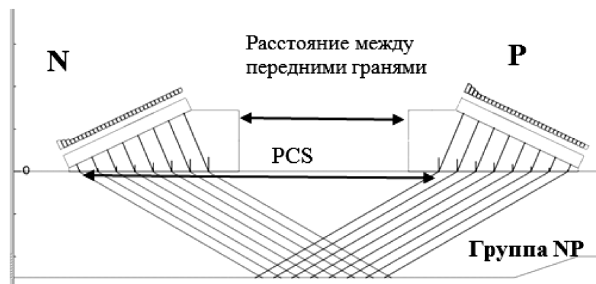 N
Расстояние между
передними гранями
P
PCS
0
Группа NP